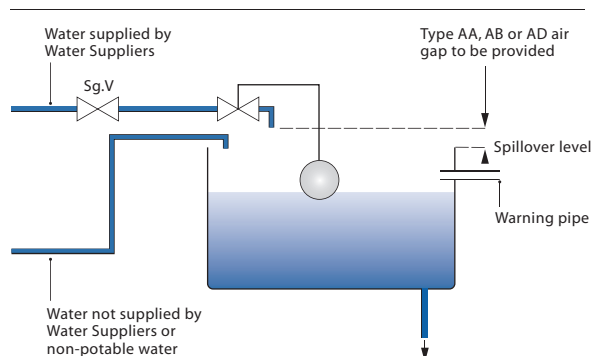 Water supplied by
Water Suppliers
Type AA, AB or AD air
gap to be provided
Sg.V
Spillover level
Warning pipe
Water not supplied by
Water Suppliers or
non-potable water